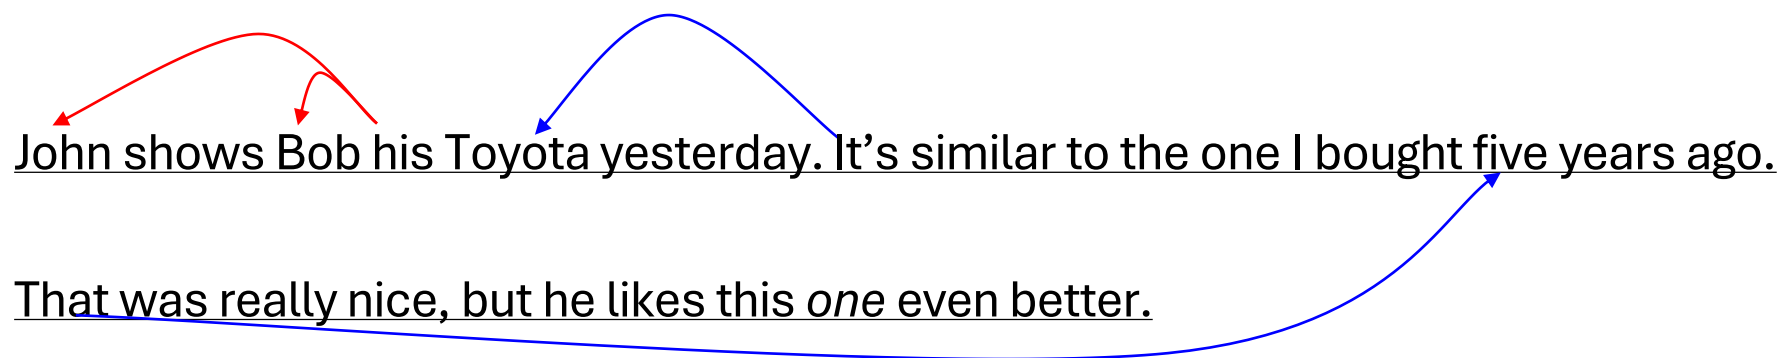 John shows Bob his Toyota yesterday. It’s similar to the one I bought five years ago.
That was really nice, but he likes this one even better.